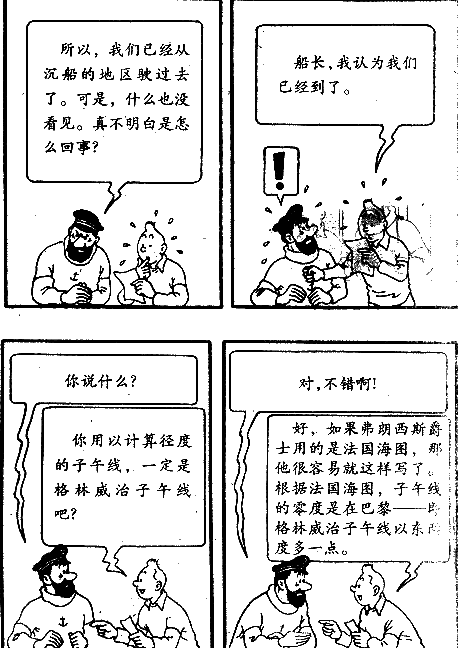 所以，我们已经从
沉船的地区驶过去
了。可是，什么也没
看见。真不明白是怎
么回事？
船长，我认为我们
已经到了。
!
你说什么？
你用以计算径度
的子午线，一定是
格林威治子午线
吧？
对，不错啊！
好，如果弗朗西斯爵
士用的是法国海图，那
他很容易就这样写了。
根据法国海图，子午线
的零度是在巴黎——即
格林威治子午线以东两
度多一点。